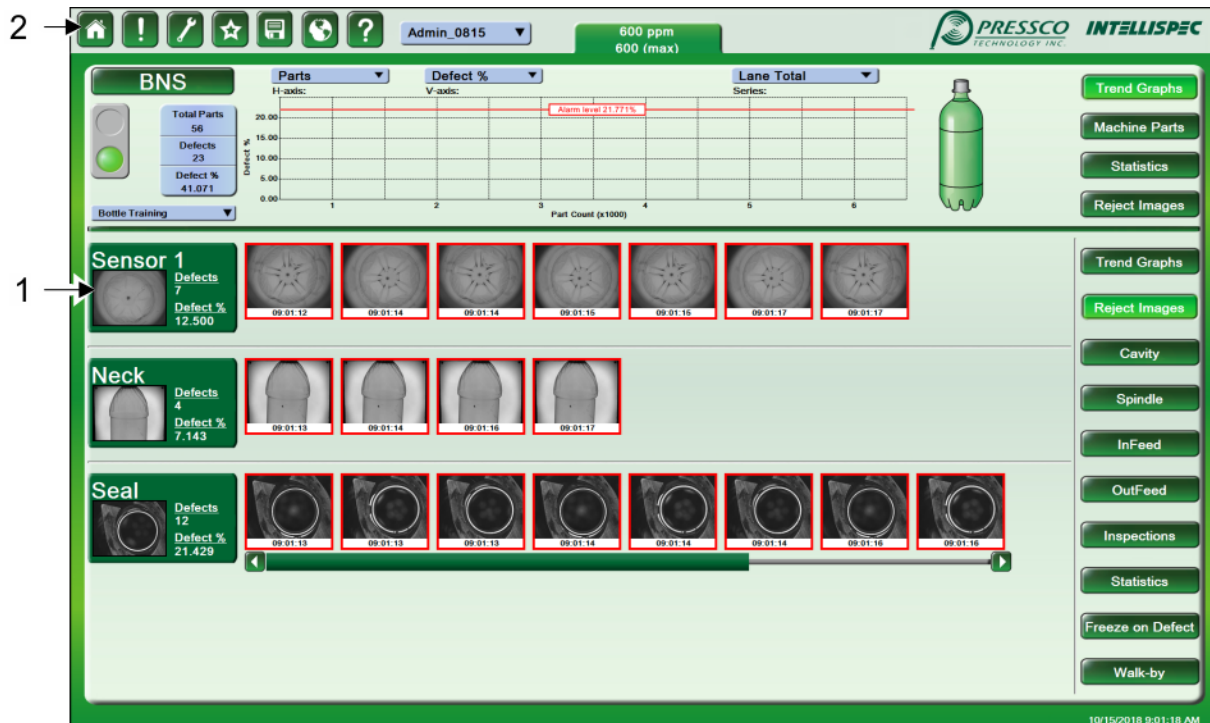 2
Admin_0815
600 ppm
600 (max)
PRESSCO
TECHNOLOGY INC.
INTELLISPEC
BNS
Total Parts
56
Defects
23
Defect %
41.071
Bottle Training
Parts
H-axis:
Defect %
V-axis:
Lane Total
Series:
Alarm level 21.771%
Defect %
20.00
15.00
10.00
5.00
0.00
1 2 3 4 5 6
Part Count (x1000)
Trend Graphs
Machine Parts
Statistics
Reject Images
1
Sensor 1
Defects
7
Defect %
12.500
09:01:12 09:01:14 09:01:14 09:01:15 09:01:15 09:01:17 09:01:17
Neck
Defects
4
Defect %
7.143
09:01:13 09:01:14 09:01:16 09:01:17
Seal
Defects
12
Defect %
21.429
09:01:13 09:01:13 09:01:13 09:01:14 09:01:14 09:01:14 09:01:16 09:01:16
Trend Graphs
Reject Images
Cavity
Spindle
InFeed
OutFeed
Inspections
Statistics
Freeze on Defect
Walk-by
10/15/2018 9:01:18 AM